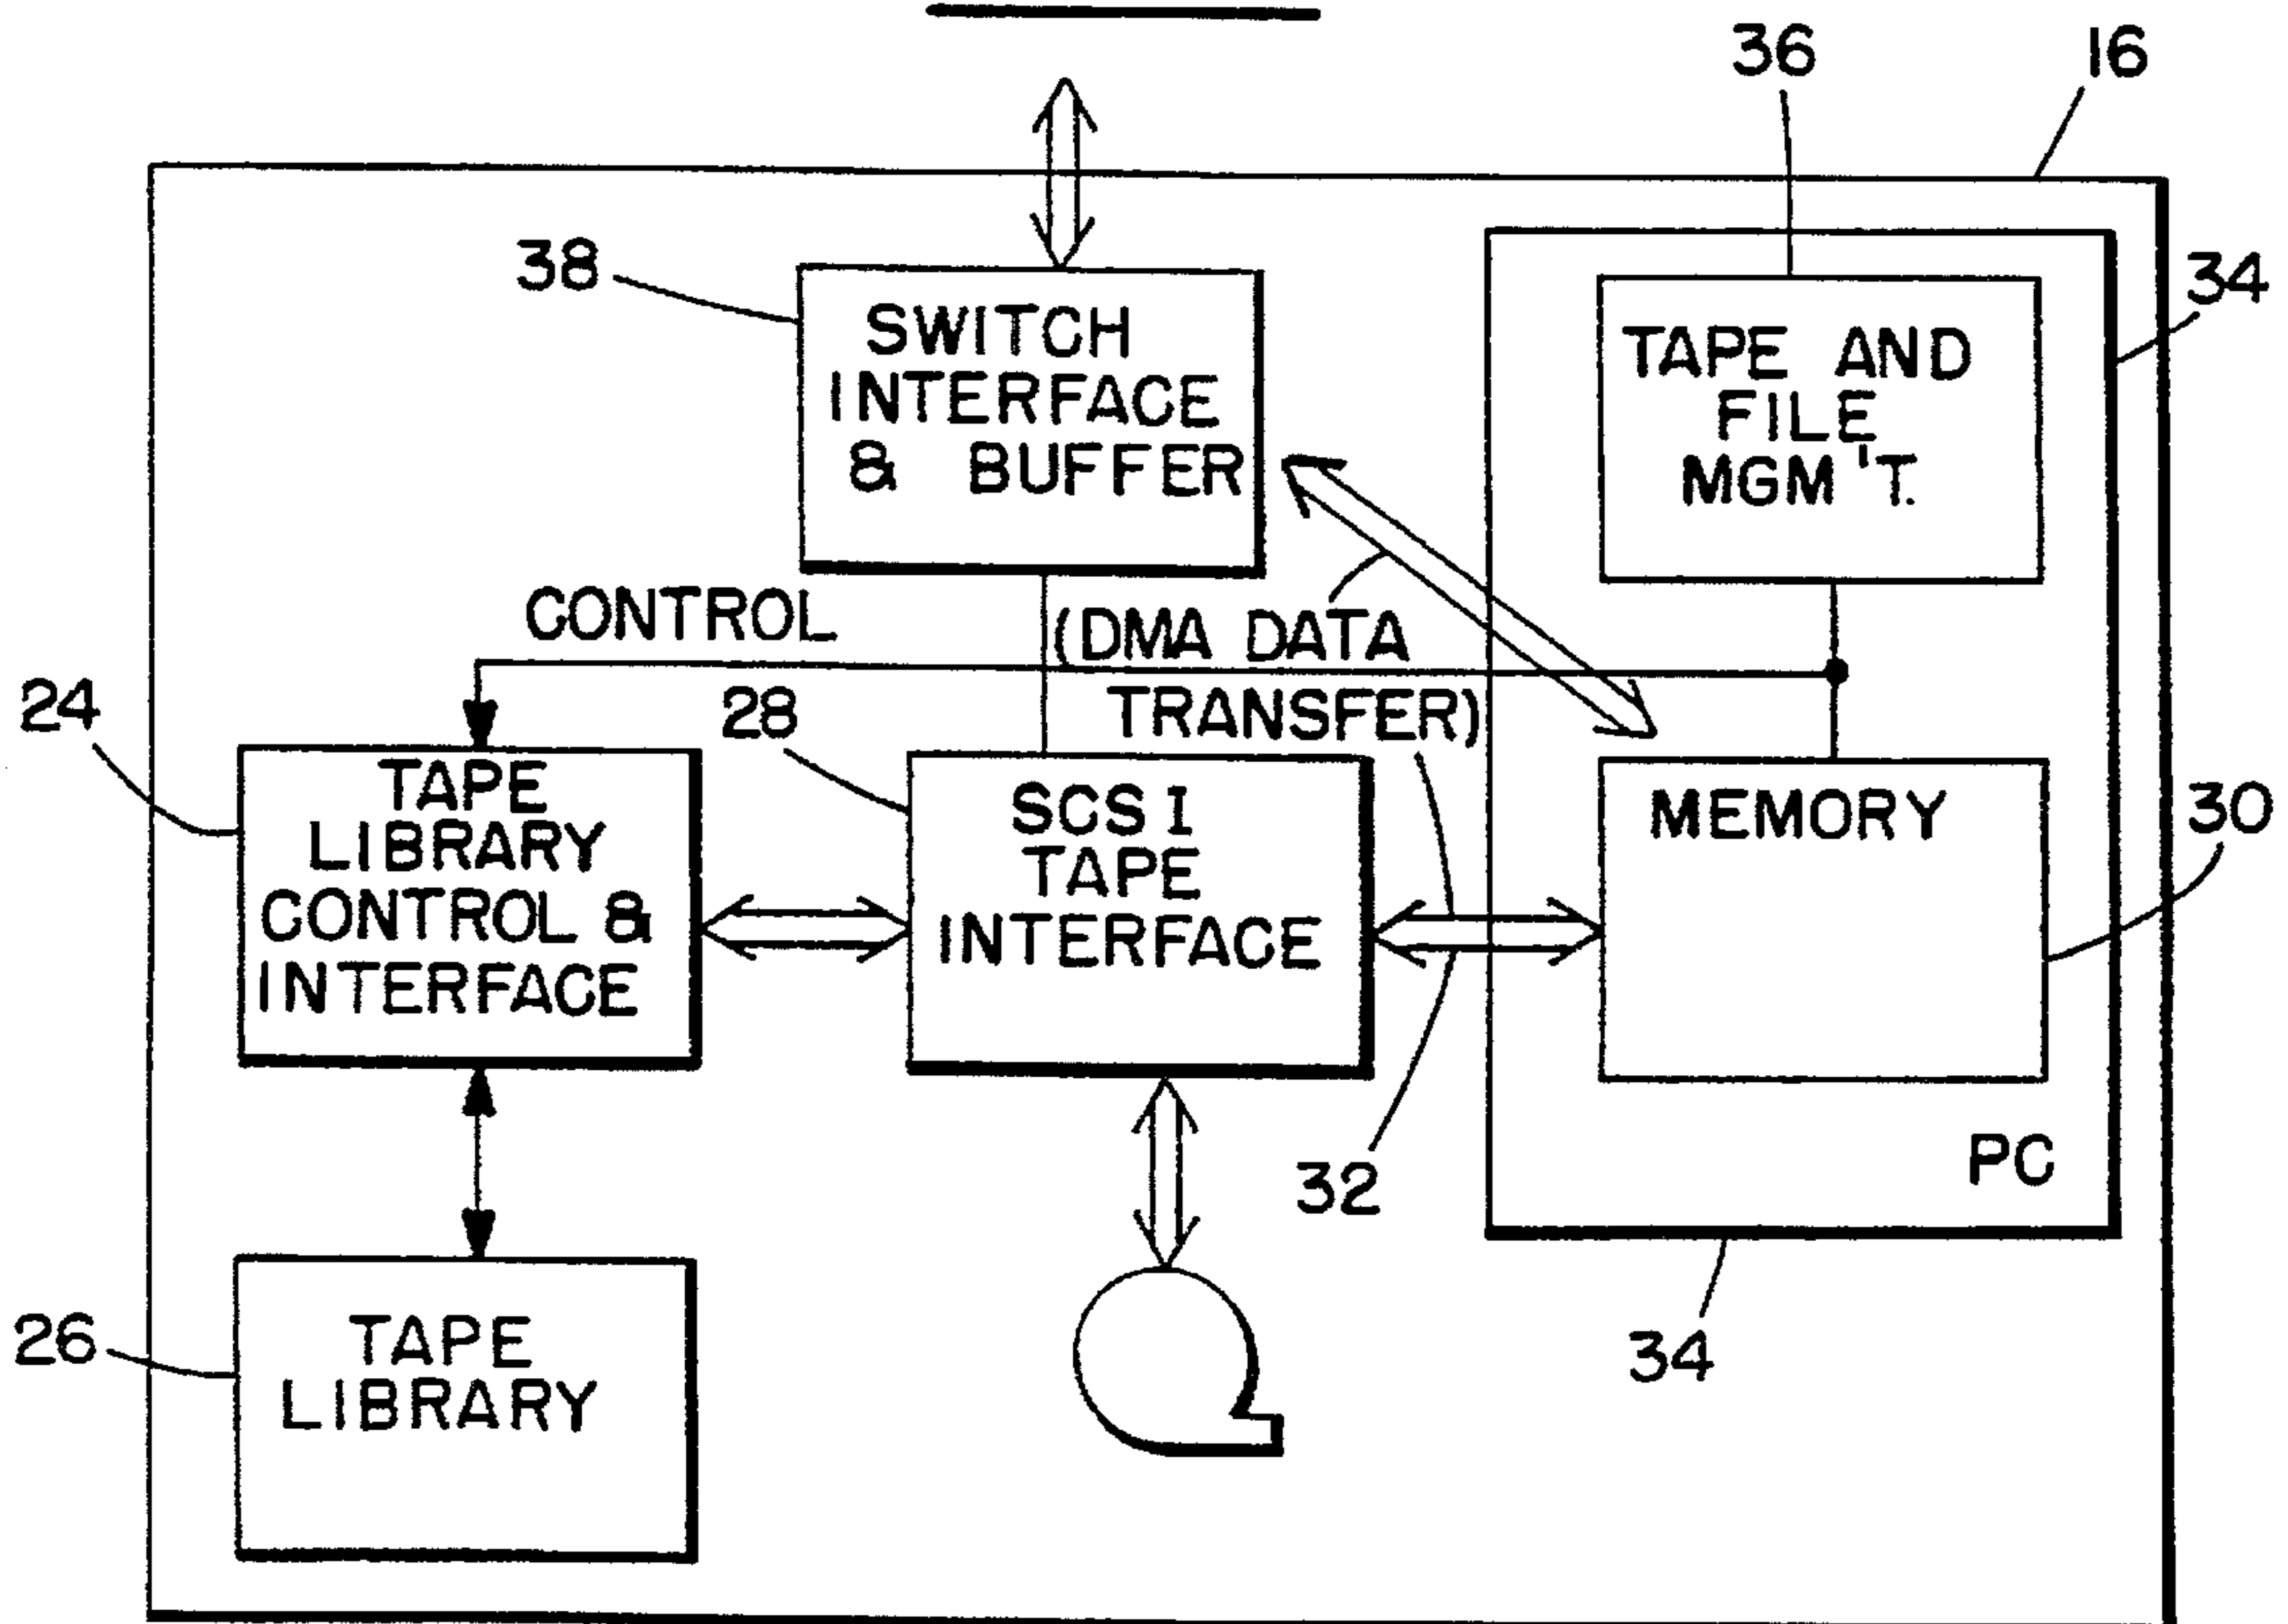 36
16
38
34
SWITCH
INTERFACE
& BUFFER
TAPE AND
FILE
MGM'T.
CONTROL
(DMA DATA
TRANSFER)
24
28
30
TAPE
LIBRARY
CONTROL &
INTERFACE
SCSI
TAPE
INTERFACE
MEMORY
PC
32
34
26
TAPE
LIBRARY